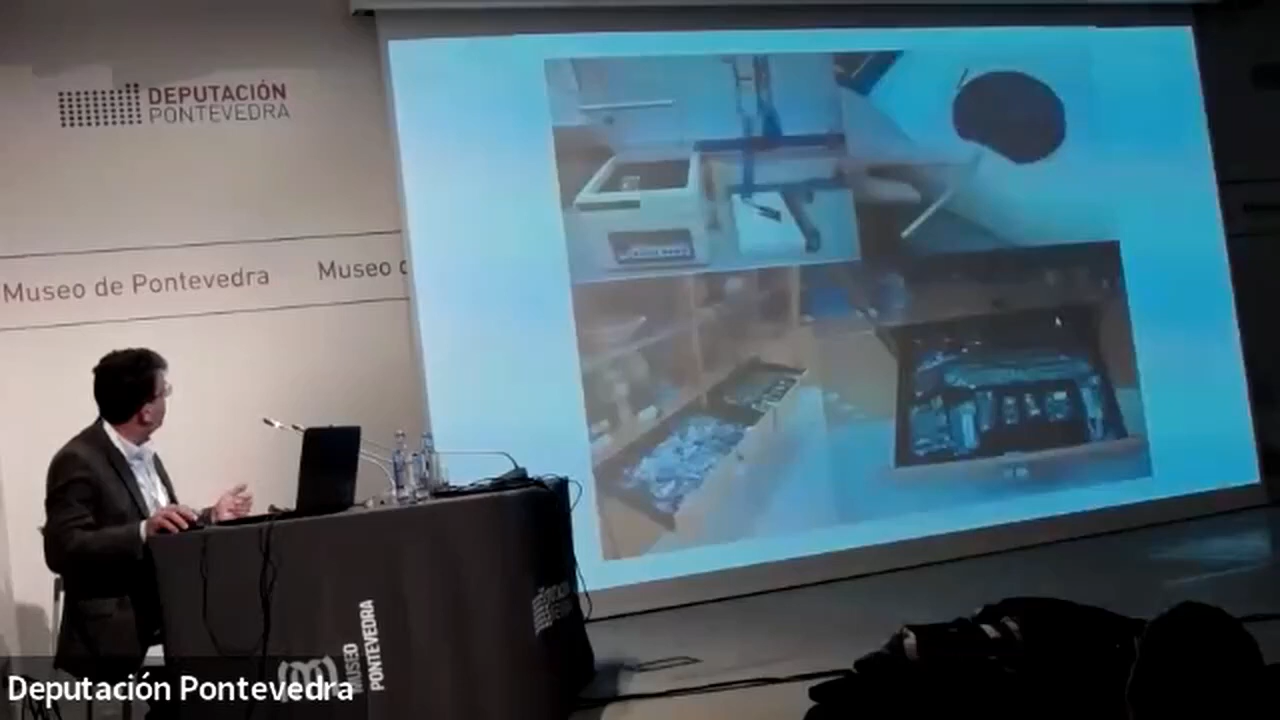 DEPUTACIÓN
PONTEVEDRA
Museo de Pontevedra
Museo
MUSEO
PONTEVEDRA
Deputación Pontevedra